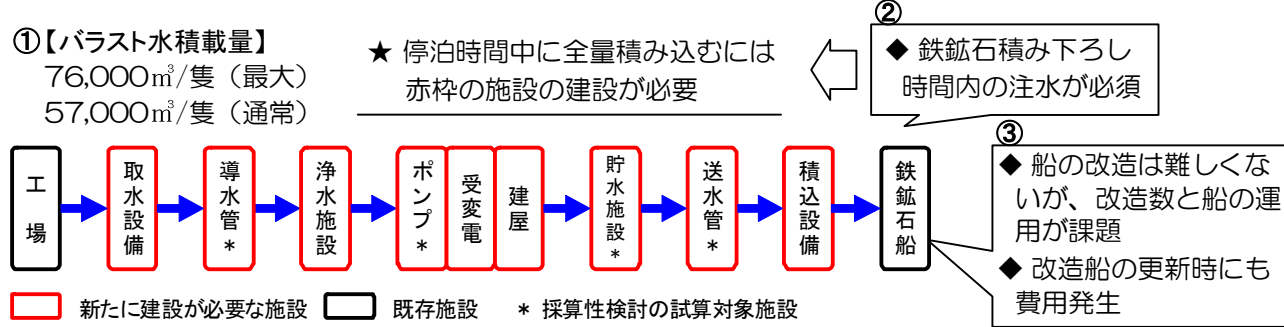 ①【バラスト水積載量】
76,000㎥/隻（最大）
57,000㎥/隻（通常）
★ 停泊時間中に全量積み込むには
赤枠の施設の建設が必要
②
◆ 鉄鉱石積み下ろし
時間内の注水が必須
③
◆ 船の改造は難しくな
いが、改造数と船の運
用が課題
◆ 改造船の更新時にも
費用発生
工場
取水設備
導水管*
浄水施設
ポンプ*
受変電
建屋
貯水施設*
送水管*
積込設備
鉄鉱石船
新たに建設が必要な施設
既存施設
* 採算性検討の試算対象施設